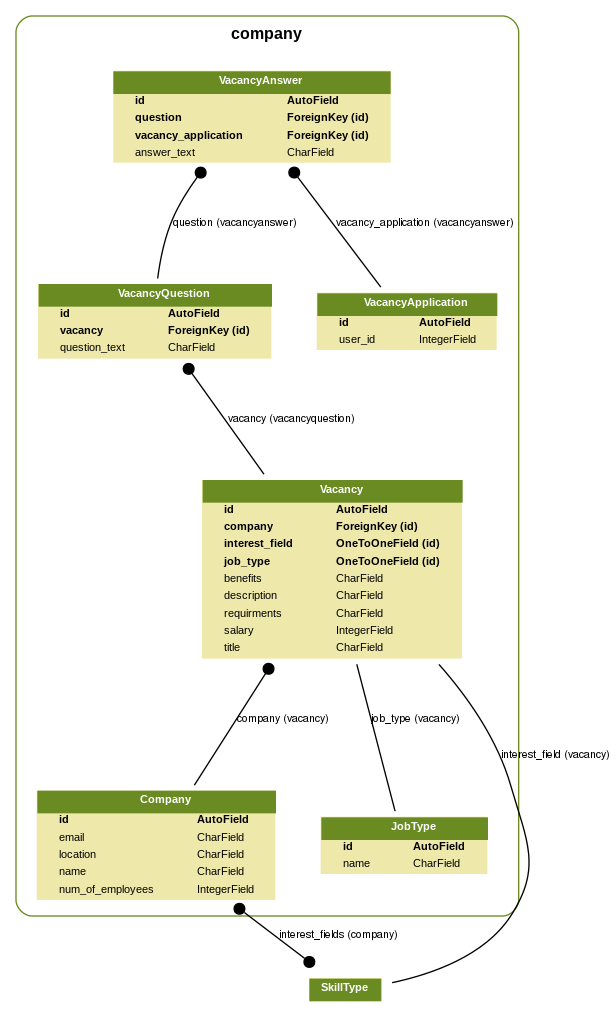 company
VacancyAnswer
id AutoField
question ForeignKey (id)
vacancy_application ForeignKey (id)
answer_text CharField
question (vacancyanswer)
vacancy_application (vacancyanswer)
VacancyQuestion
id AutoField
vacancy ForeignKey (id)
question_text CharField
VacancyApplication
id AutoField
user_id IntegerField
vacancy (vacancyquestion)
Vacancy
id AutoField
company ForeignKey (id)
interest_field OneToOneField (id)
job_type OneToOneField (id)
benefits CharField
description CharField
requirments CharField
salary IntegerField
title CharField
company (vacancy)
job_type (vacancy)
interest_field (vacancy)
Company
id AutoField
email CharField
location CharField
name CharField
num_of_employees IntegerField
JobType
id AutoField
name CharField
interest_fields (company)
SkillType